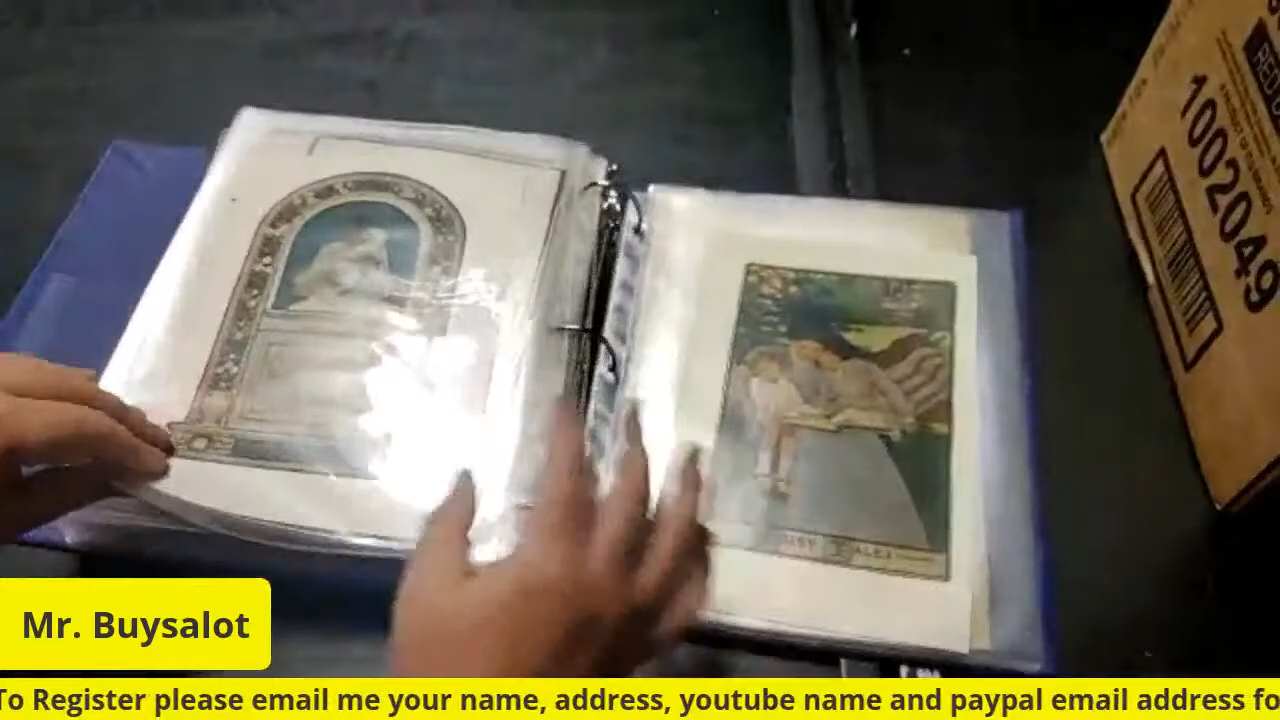 1002049
Mr. Buysalot
To Register please email me your name, address, youtube name and paypal email address fo